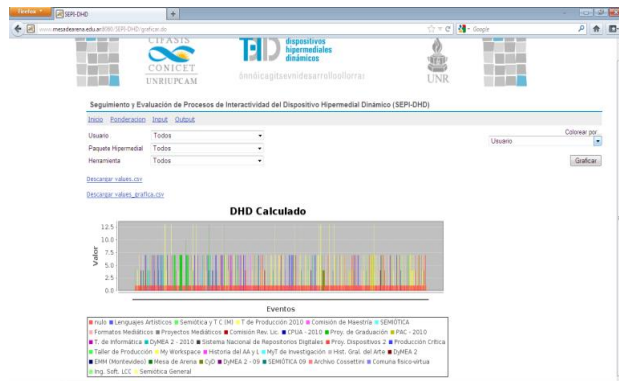 Firefox
SEPI-DHD
www.mesadearena.edu.ar:8080/SEPI-DHD/graficar.do
Google
CIFASIS
CONICET
UNR|UPCAM
DHD
dispositivos
hipermediales
dinámicos
UNR
Seguimiento y Evaluación de Procesos de Interactividad del Dispositivo Hipermedial Dinámico (SEPI-DHD)
Inicio Ponderacion Input Output
Usuario Todos
Colorear por
Usuario
Paquete Hipermedial Todos
Herramienta Todos
Graficar
Descargar values.csv
Descargar values_grafica.csv
DHD Calculado
Valor
12.5
10.0
7.5
5.0
2.5
0.0
Eventos
nulo Lenguajes Artísticos Semiótica y T C (M) T de Producción 2010 Comisión de Maestría SEMIÓTICA
Formatos Mediáticos Proyectos Mediáticos Comisión Rev. Lic. CPUA - 2010 Proy. de Graduación PAC - 2010
T. de Informática DyMEA 2 - 2010 Sistema Nacional de Repositorios Digitales Proy. Dispositivos 2 Producción Crítica
Taller de Producción My Workspace Historia del AA y L MyT de Investigación Hist. Gral. del Arte DyMEA 2
EMM (Montevideo) Mesa de Arena CyD DyMEA 2 - 09 SEMIÓTICA 09 Archivo Cossettini Comuna físico-virtua
Ing. Soft. LCC Semiótica General